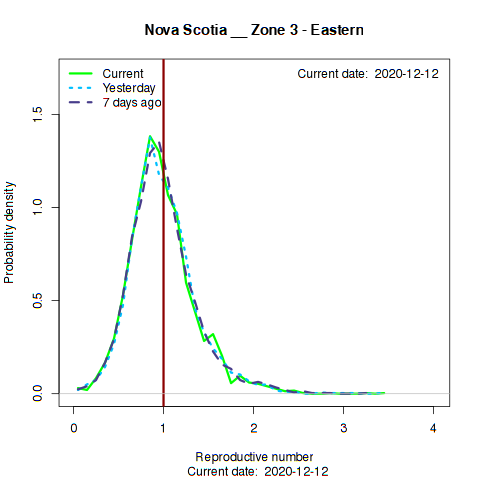 Nova Scotia __ Zone 3 - Eastern
Current
Yesterday
7 days ago
Current date: 2020-12-12
Probability density
0.0
0.5
1.0
1.5
0
1
2
3
4
Reproductive number
Current date: 2020-12-12